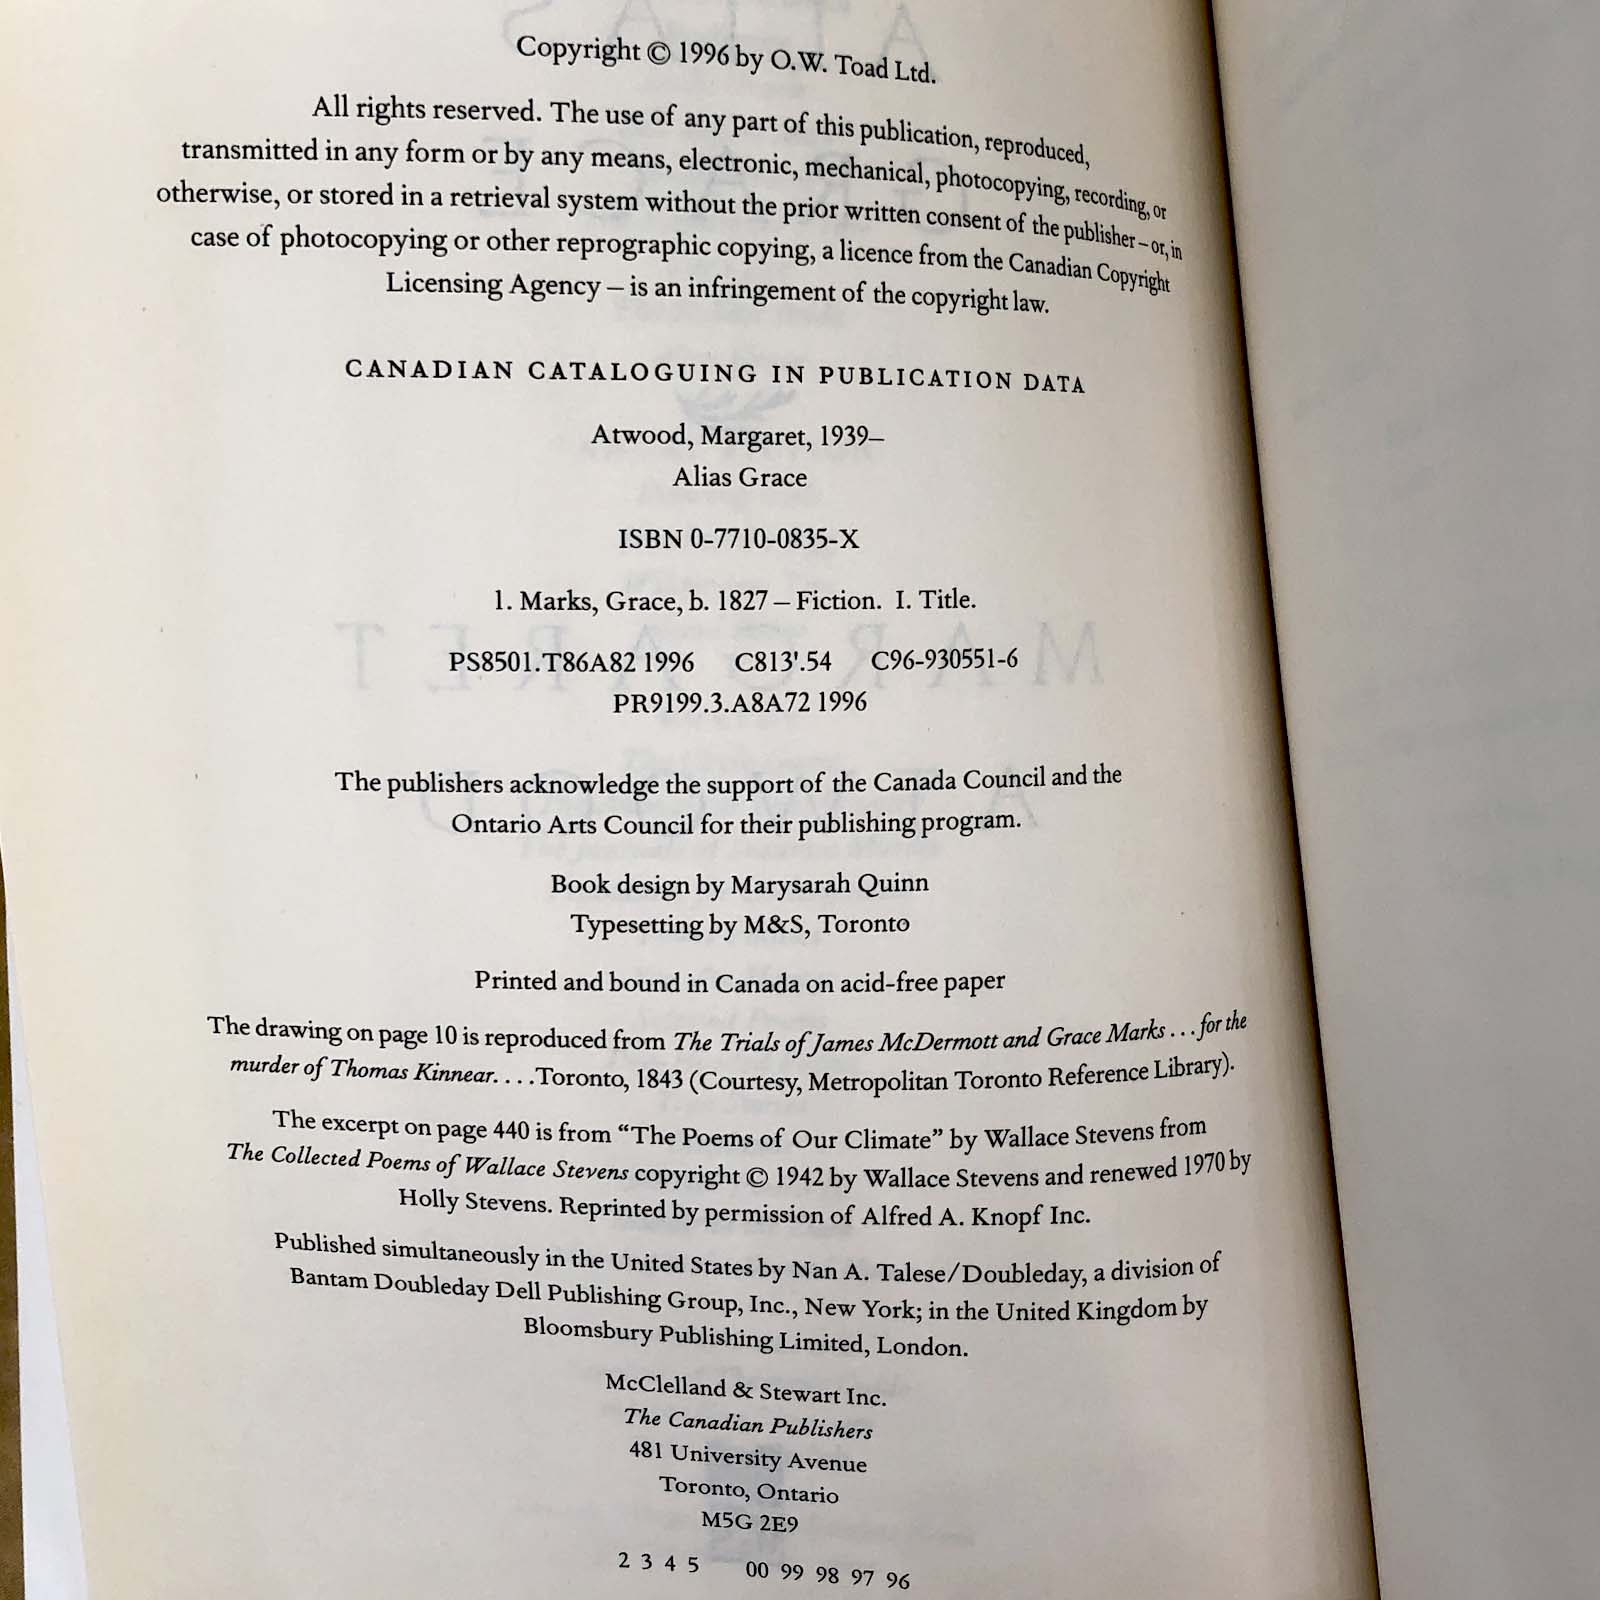 Copyright © 1996 by O.W. Toad Ltd.
All rights reserved. The use of any part of this publication, reproduced,
transmitted in any form or by any means, electronic, mechanical, photocopying, recording, or
otherwise, or stored in a retrieval system without the prior written consent of the publisher – or, in
case of photocopying or other reprographic copying, a licence from the Canadian Copyright
Licensing Agency – is an infringement of the copyright law.
CANADIAN CATALOGUING IN PUBLICATION DATA
Atwood, Margaret, 1939–
Alias Grace
ISBN 0-7710-0835-X
1. Marks, Grace, b. 1827 – Fiction. I. Title.
PS8501.T86A82 1996 C813'.54 C96-930551-6
PR9199.3.A8A72 1996
The publishers acknowledge the support of the Canada Council and the
Ontario Arts Council for their publishing program.
Book design by Marysarah Quinn
Typesetting by M&S, Toronto
Printed and bound in Canada on acid-free paper
The drawing on page 10 is reproduced from The Trials of James McDermott and Grace Marks . . . for the
murder of Thomas Kinnear. . . .Toronto, 1843 (Courtesy, Metropolitan Toronto Reference Library).
The excerpt on page 440 is from “The Poems of Our Climate” by Wallace Stevens from
The Collected Poems of Wallace Stevens copyright © 1942 by Wallace Stevens and renewed 1970 by
Holly Stevens. Reprinted by permission of Alfred A. Knopf Inc.
Published simultaneously in the United States by Nan A. Talese/Doubleday, a division of
Bantam Doubleday Dell Publishing Group, Inc., New York; in the United Kingdom by
Bloomsbury Publishing Limited, London.
McClelland & Stewart Inc.
The Canadian Publishers
481 University Avenue
Toronto, Ontario
M5G 2E9
2 3 4 5 00 99 98 97 96